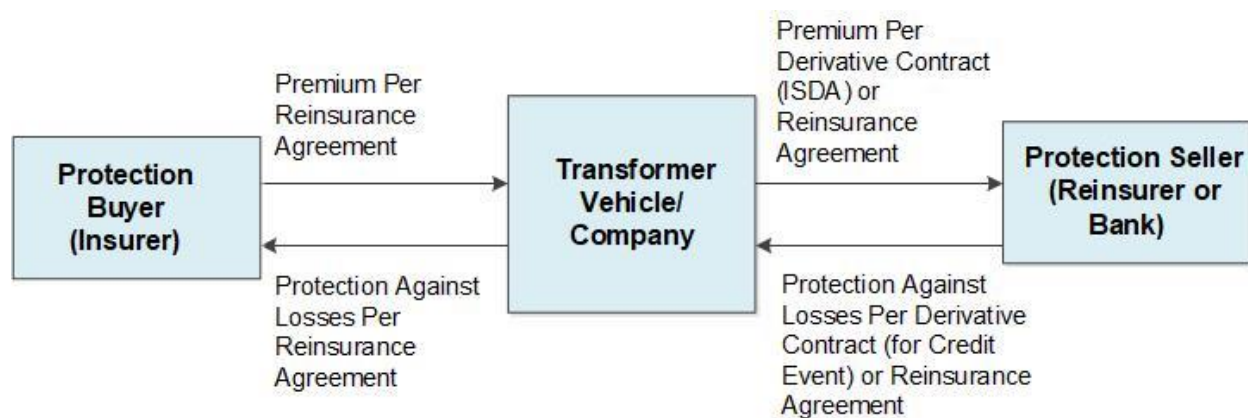 Protection
Buyer
(Insurer)
Premium Per
Reinsurance
Agreement
Protection Against
Losses Per
Reinsurance
Agreement
Transformer
Vehicle/
Company
Premium Per
Derivative Contract
(ISDA) or
Reinsurance
Agreement
Protection Against
Losses Per Derivative
Contract (for Credit
Event) or Reinsurance
Agreement
Protection Seller
(Reinsurer or
Bank)